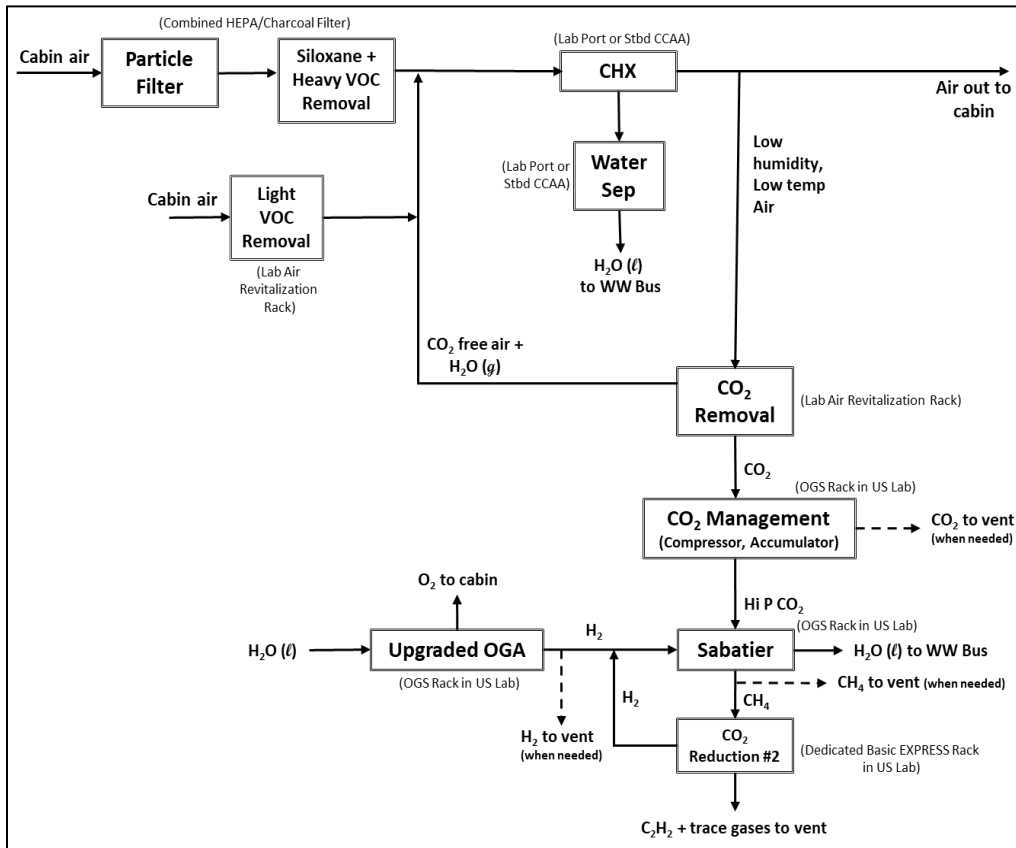 (Combined HEPA/Charcoal Filter)
Cabin air
Particle
Filter
Siloxane +
Heavy VOC
Removal
(Lab Port or Stbd CCAA)
CHX
Air out to
cabin
(Lab Port or
Stbd CCAA)
Water
Sep
Low
humidity,
Low temp
Air
Cabin air
Light
VOC
Removal
(Lab Air
Revitalization
Rack)
H₂O (ℓ)
to WW Bus
CO₂ free air +
H₂O (ℊ)
CO₂
Removal
(Lab Air Revitalization Rack)
CO₂
(OGS Rack in US Lab)
CO₂ Management
(Compressor, Accumulator)
CO₂ to vent
(when needed)
Hi P CO₂
O₂ to cabin
H₂O (ℓ)
Upgraded OGA
(OGS Rack in US Lab)
H₂
(OGS Rack in US Lab)
Sabatier
H₂O (ℓ) to WW Bus
CH₄ to vent (when needed)
CH₄
H₂
H₂ to vent
(when needed)
CO₂
Reduction #2
(Dedicated Basic EXPRESS Rack
in US Lab)
C₂H₂ + trace gases to vent